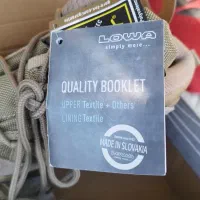 LOWA
simply more...
QUALITY BOOKLET
UPPER Textile + Others
LINING Textile
MADE IN SLOVAKIA